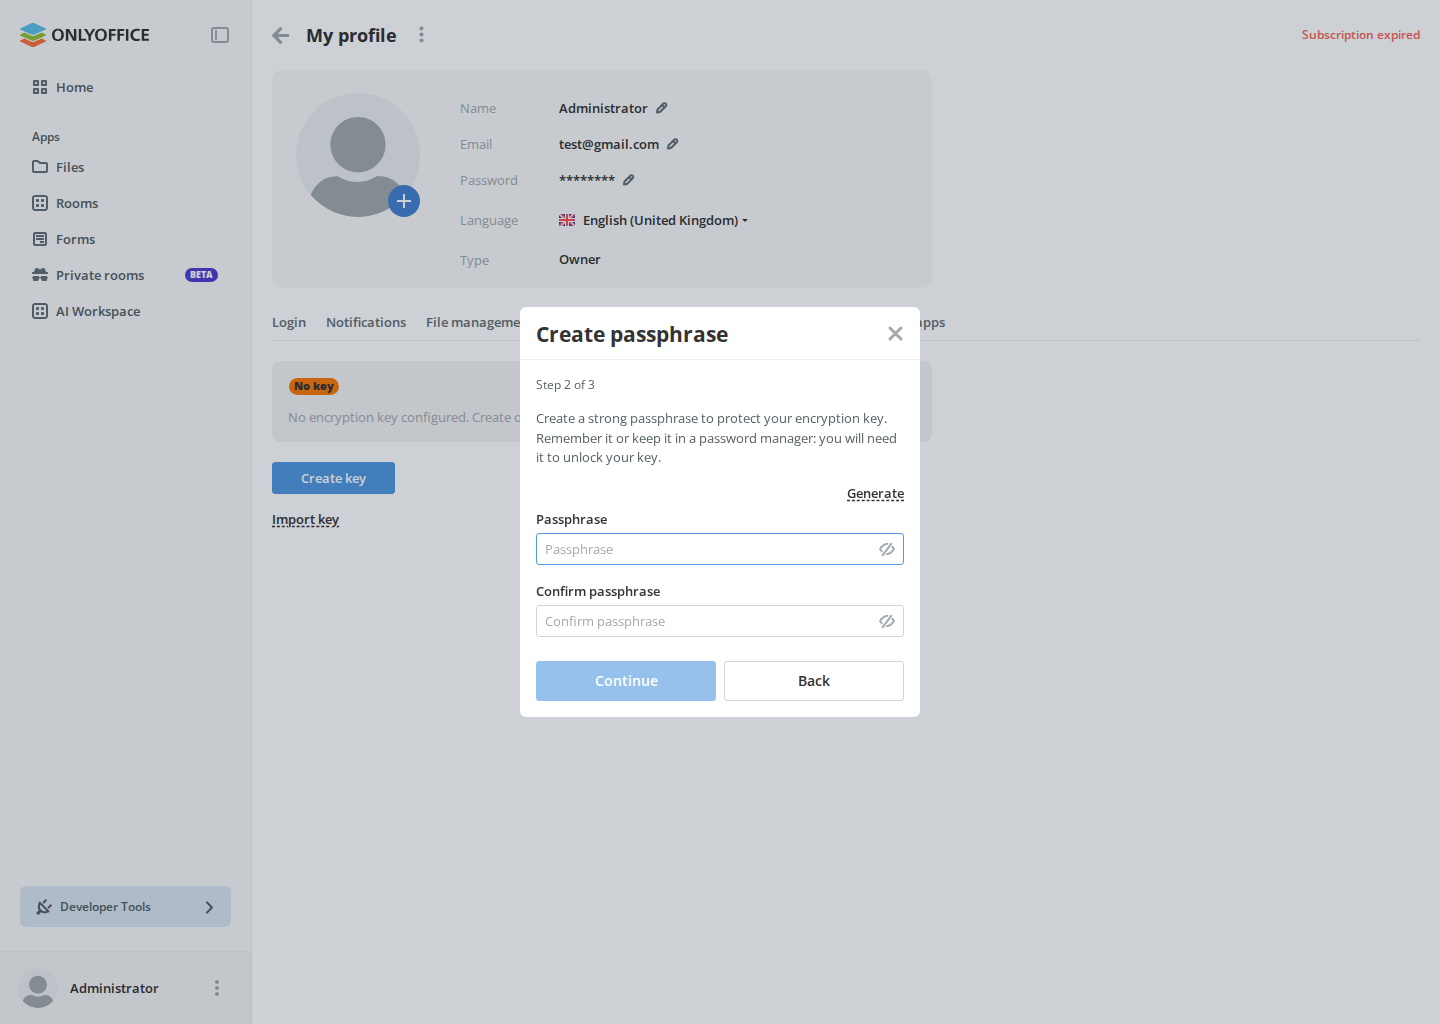 ONLYOFFICE
My profile
Subscription expired
Home
Apps
Files
Rooms
Forms
Private rooms
BETA
AI Workspace
Name
Administrator
Email
test@gmail.com
Password
********
Language
English (United Kingdom)
Type
Owner
Login
Notifications
File manageme
apps
No key
No encryption key configured. Create o
Create key
Import key
Create passphrase
Step 2 of 3
Create a strong passphrase to protect your encryption key.
Remember it or keep it in a password manager: you will need
it to unlock your key.
Generate
Passphrase
Passphrase
Confirm passphrase
Confirm passphrase
Continue
Back
Developer Tools
Administrator